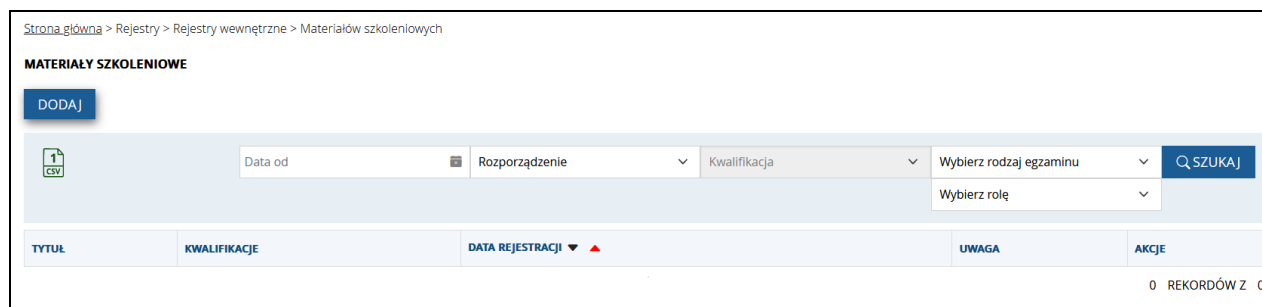 Strona główna > Rejestry > Rejestry wewnętrzne > Materiałów szkoleniowych
MATERIAŁY SZKOLENIOWE
DODAJ
1 CSV
Data od Rozporządzenie Kwalifikacja Wybierz rodzaj egzaminu SZUKAJ
Wybierz rolę
TYTUŁ KWALIFIKACJE DATA REJESTRACJI UWAGA AKCJE
0 REKORDÓW Z 0